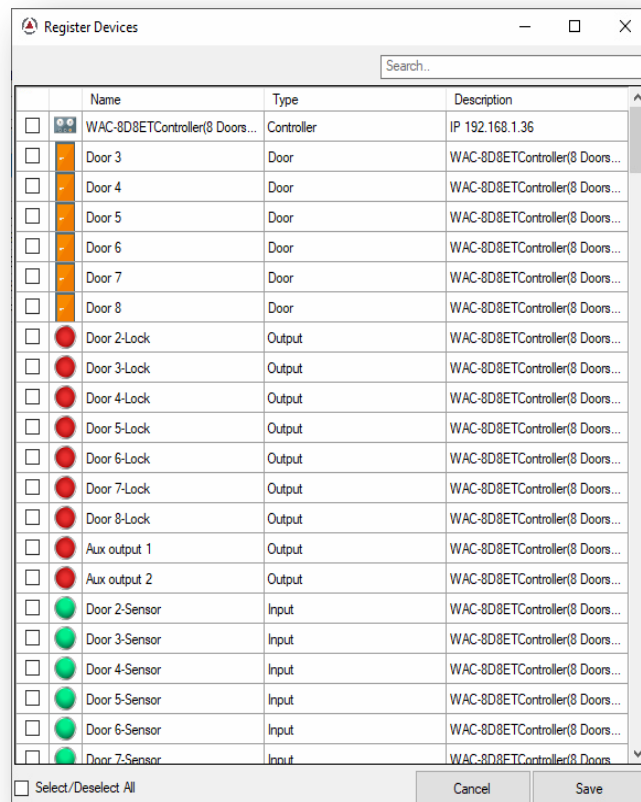 Register Devices
Search..
Name Type Description
WAC-8D8ETController(8 Doors... Controller IP 192.168.1.36
Door 3 Door WAC-8D8ETController(8 Doors...
Door 4 Door WAC-8D8ETController(8 Doors...
Door 5 Door WAC-8D8ETController(8 Doors...
Door 6 Door WAC-8D8ETController(8 Doors...
Door 7 Door WAC-8D8ETController(8 Doors...
Door 8 Door WAC-8D8ETController(8 Doors...
Door 2-Lock Output WAC-8D8ETController(8 Doors...
Door 3-Lock Output WAC-8D8ETController(8 Doors...
Door 4-Lock Output WAC-8D8ETController(8 Doors...
Door 5-Lock Output WAC-8D8ETController(8 Doors...
Door 6-Lock Output WAC-8D8ETController(8 Doors...
Door 7-Lock Output WAC-8D8ETController(8 Doors...
Door 8-Lock Output WAC-8D8ETController(8 Doors...
Aux output 1 Output WAC-8D8ETController(8 Doors...
Aux output 2 Output WAC-8D8ETController(8 Doors...
Door 2-Sensor Input WAC-8D8ETController(8 Doors...
Door 3-Sensor Input WAC-8D8ETController(8 Doors...
Door 4-Sensor Input WAC-8D8ETController(8 Doors...
Door 5-Sensor Input WAC-8D8ETController(8 Doors...
Door 6-Sensor Input WAC-8D8ETController(8 Doors...
Door 7-Sensor Input WAC-8D8ETController(8 Doors...
Select/Deselect All Cancel Save